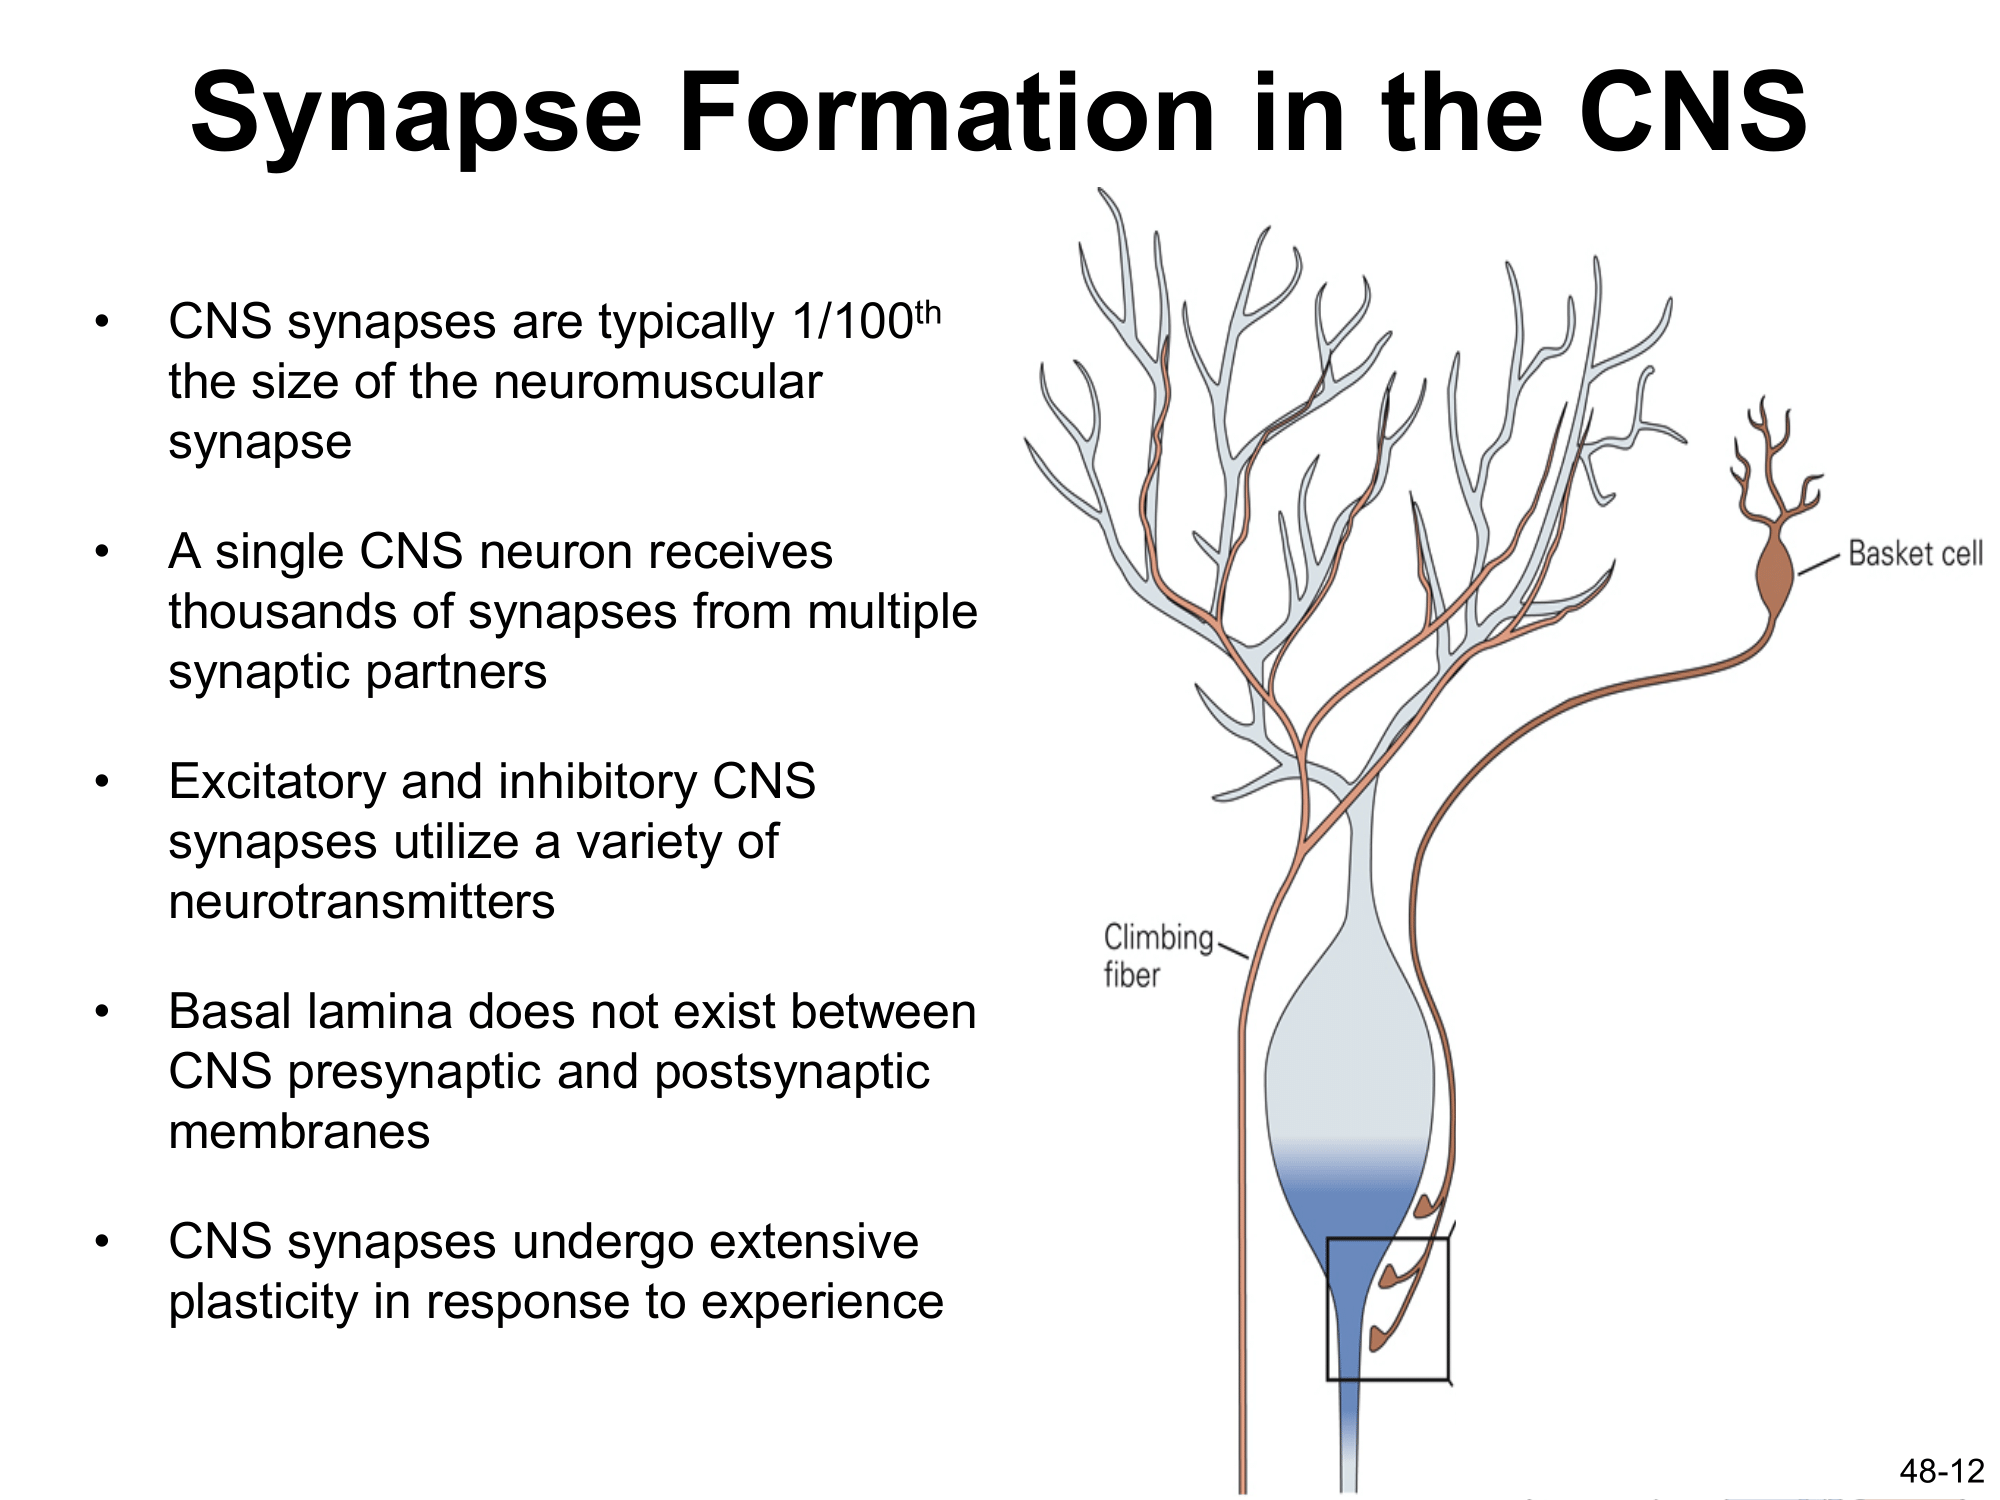 Synapse Formation in the CNS
• CNS synapses are typically 1/100th
the size of the neuromuscular
synapse
• A single CNS neuron receives
thousands of synapses from multiple
synaptic partners
• Excitatory and inhibitory CNS
synapses utilize a variety of
neurotransmitters
• Basal lamina does not exist between
CNS presynaptic and postsynaptic
membranes
• CNS synapses undergo extensive
plasticity in response to experience
Basket cell
Climbing
fiber
48-12